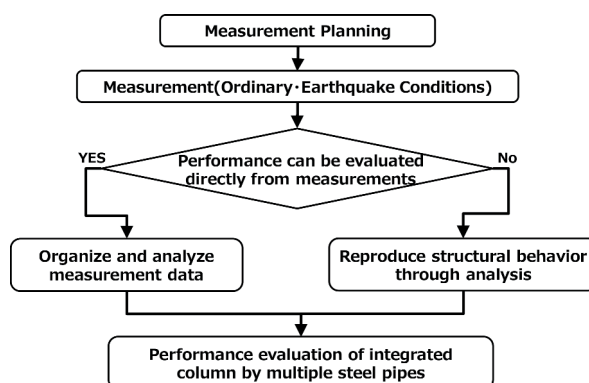 Measurement Planning
Measurement(Ordinary·Earthquake Conditions)
YES
No
Performance can be evaluated
directly from measurements
Organize and analyze
measurement data
Reproduce structural behavior
through analysis
Performance evaluation of integrated
column by multiple steel pipes